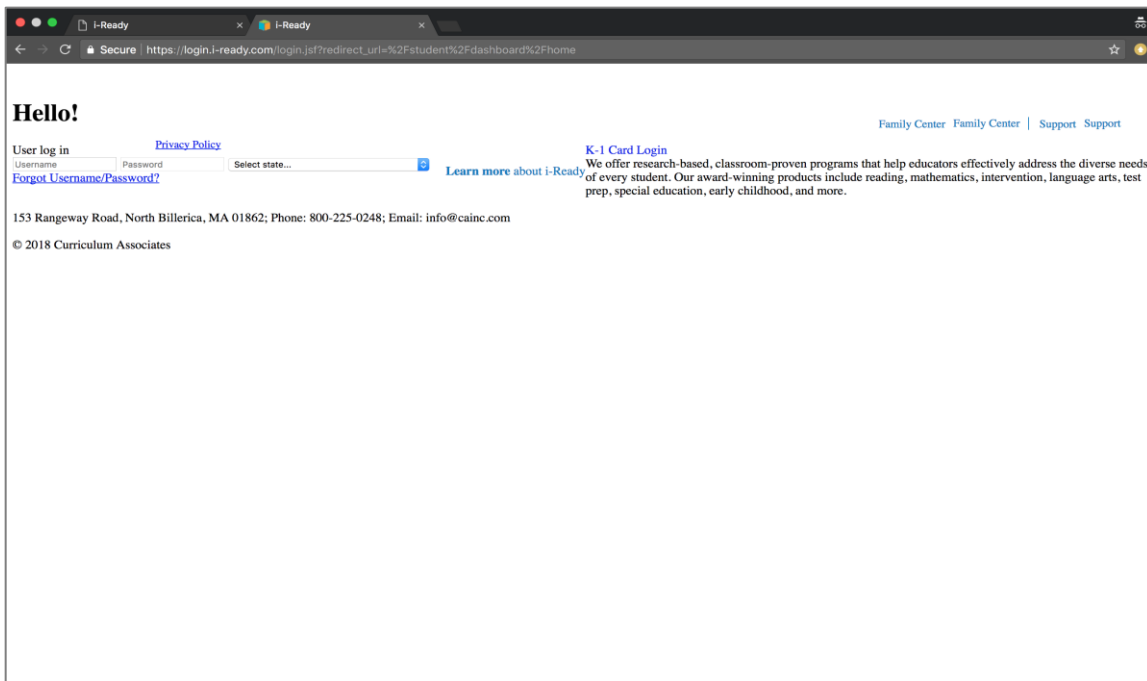 i-Ready
i-Ready
Secure https://login.i-ready.com/login.jsf?redirect_url=%2Fstudent%2Fdashboard%2Fhome
Hello!
Family Center Family Center | Support Support
User log in Privacy Policy
Username Password Select state...
Forgot Username/Password?
Learn more about i-Ready
K-1 Card Login
We offer research-based, classroom-proven programs that help educators effectively address the diverse needs
of every student. Our award-winning products include reading, mathematics, intervention, language arts, test
prep, special education, early childhood, and more.
153 Rangeway Road, North Billerica, MA 01862; Phone: 800-225-0248; Email: info@cainc.com
© 2018 Curriculum Associates